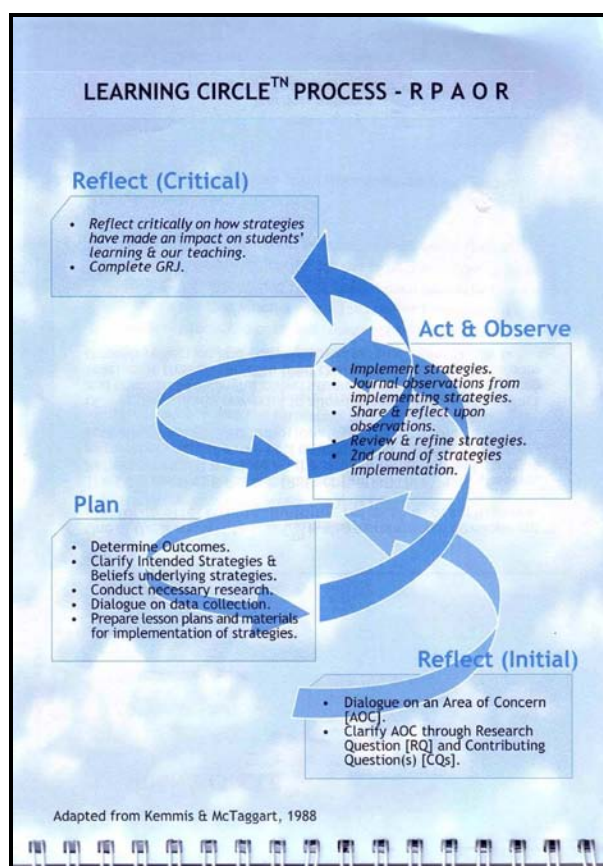 LEARNING CIRCLE™ PROCESS - R P A O R
Reflect (Critical)
• Reflect critically on how strategies
have made an impact on students'
learning & our teaching.
• Complete GRJ.
Act & Observe
• Implement strategies.
• Journal observations from
implementing strategies.
• Share & reflect upon
observations.
• Review & refine strategies.
• 2nd round of strategies
implementation.
Plan
• Determine Outcomes.
• Clarify Intended Strategies &
Beliefs underlying strategies.
• Conduct necessary research.
• Dialogue on data collection.
• Prepare lesson plans and materials
for implementation of strategies.
Reflect (Initial)
• Dialogue on an Area of Concern
[AOC].
• Clarify AOC through Research
Question [RQ] and Contributing
Question(s) [CQs].
Adapted from Kemmis & McTaggart, 1988